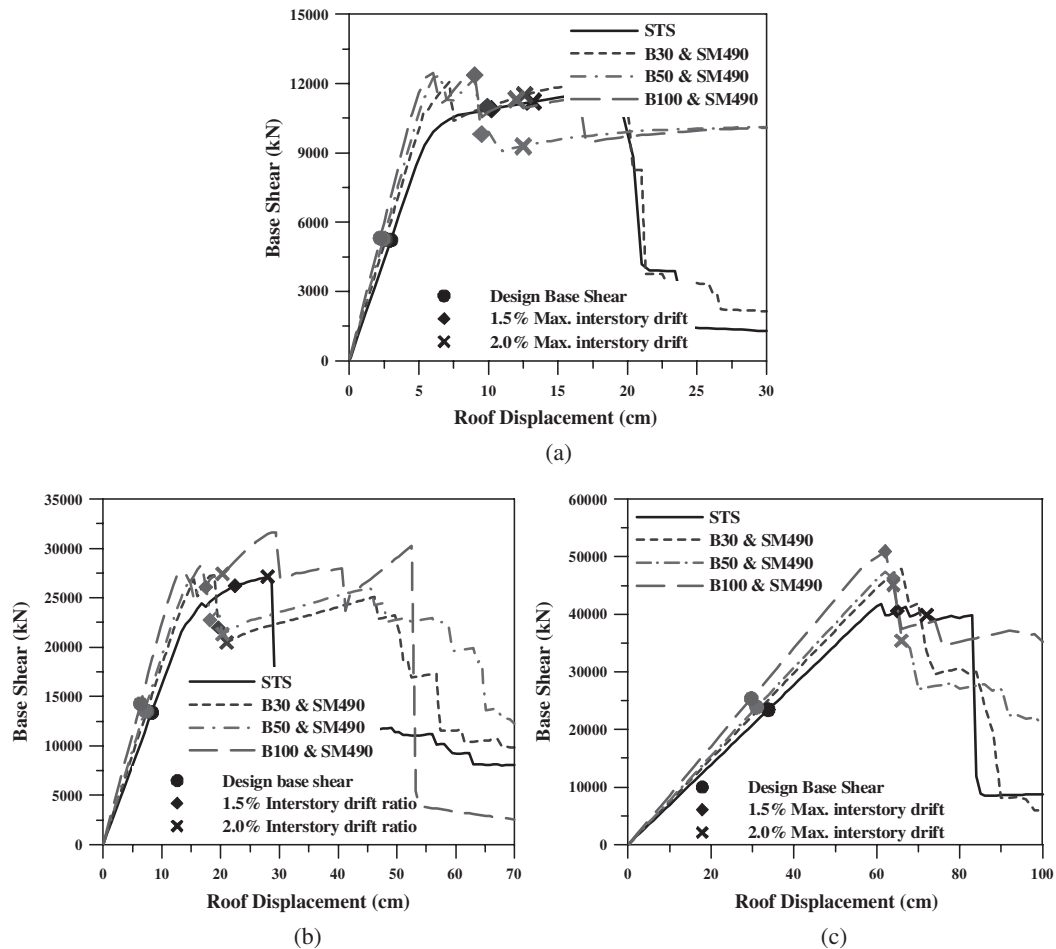 15000
12000
9000
6000
3000
0
Base Shear (kN)
STS
B30 & SM490
B50 & SM490
B100 & SM490
Design Base Shear
1.5% Max. interstory drift
2.0% Max. interstory drift
0 5 10 15 20 25 30
Roof Displacement (cm)
(a)
35000
30000
25000
20000
15000
10000
5000
0
Base Shear (kN)
STS
B30 & SM490
B50 & SM490
B100 & SM490
Design base shear
1.5% Interstory drift ratio
2.0% Interstory drift ratio
0 10 20 30 40 50 60 70
Roof Displacement (cm)
(b)
60000
50000
40000
30000
20000
10000
0
Base Shear (kN)
STS
B30 & SM490
B50 & SM490
B100 & SM490
Design Base Shear
1.5% Max. interstory drift
2.0% Max. interstory drift
0 20 40 60 80 100
Roof Displacement (cm)
(c)